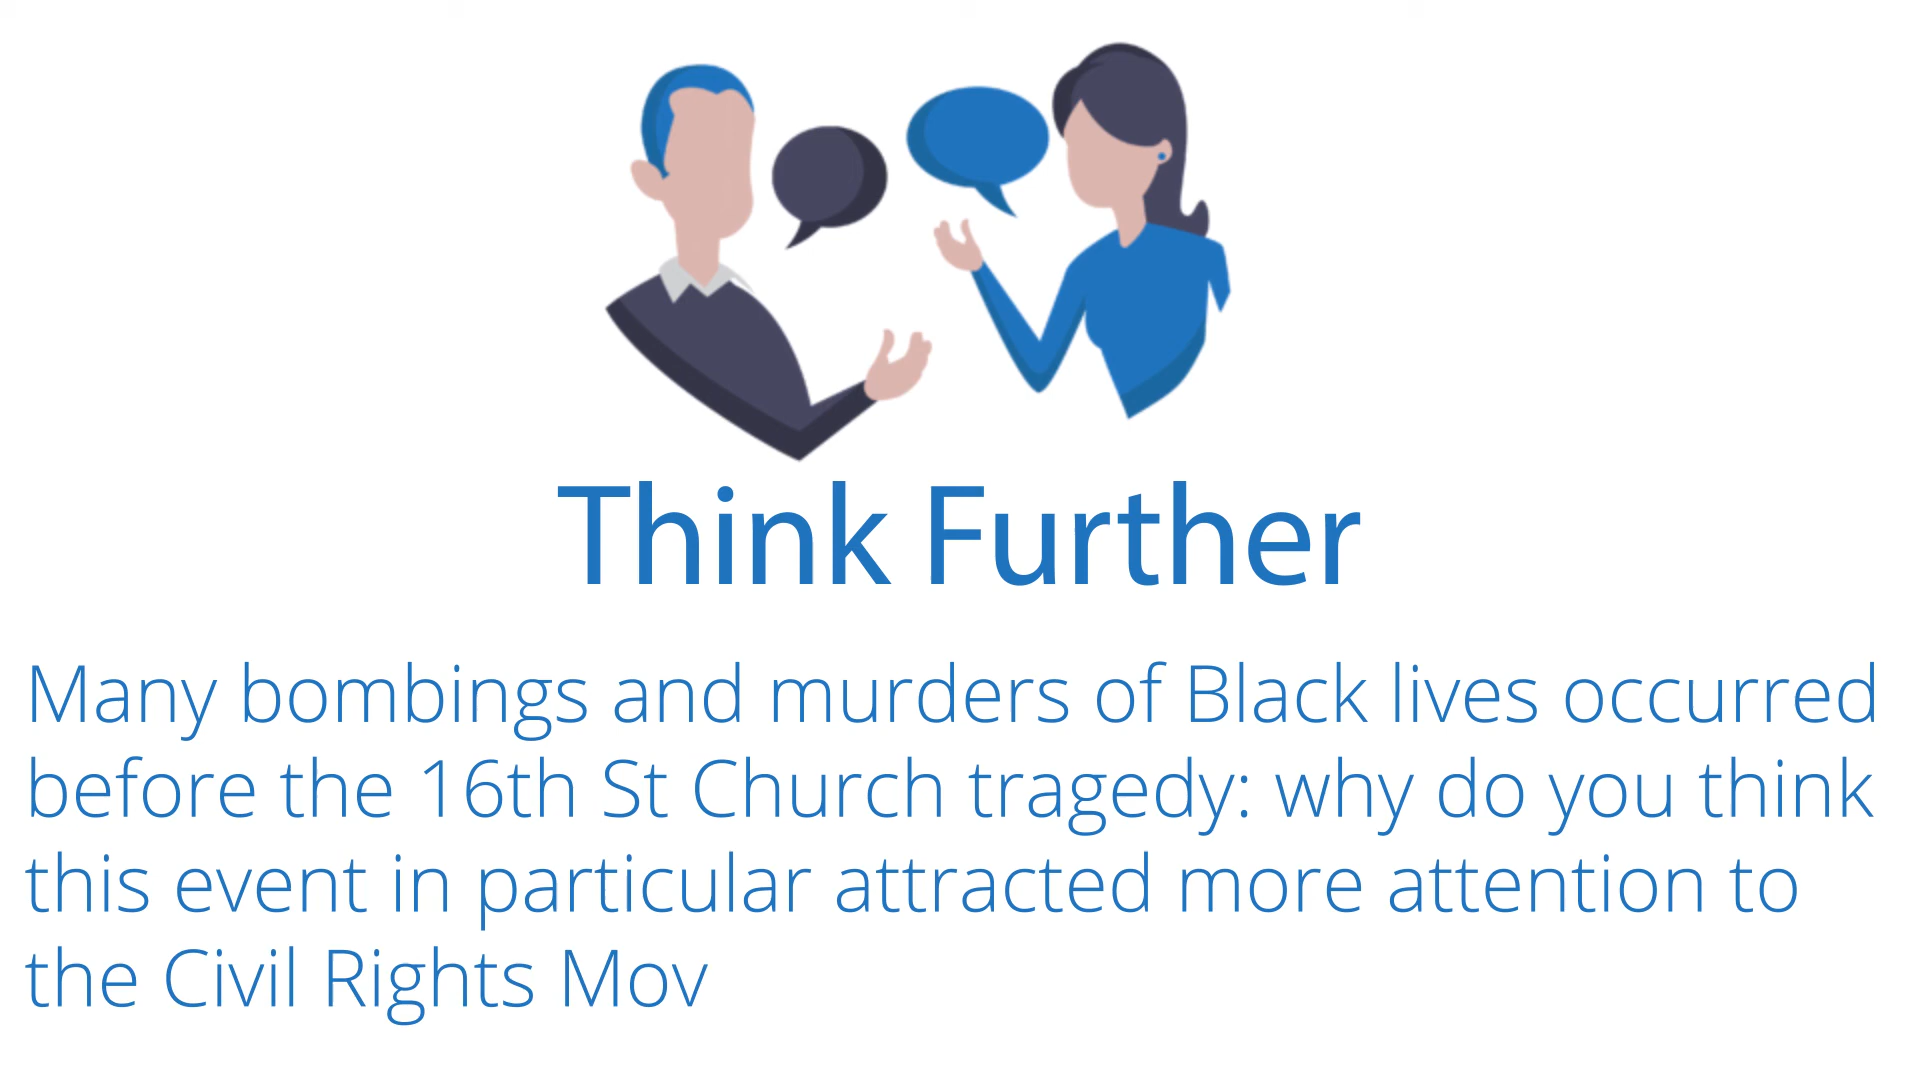 Think Further
Many bombings and murders of Black lives occurred
before the 16th St Church tragedy: why do you think
this event in particular attracted more attention to
the Civil Rights Mov